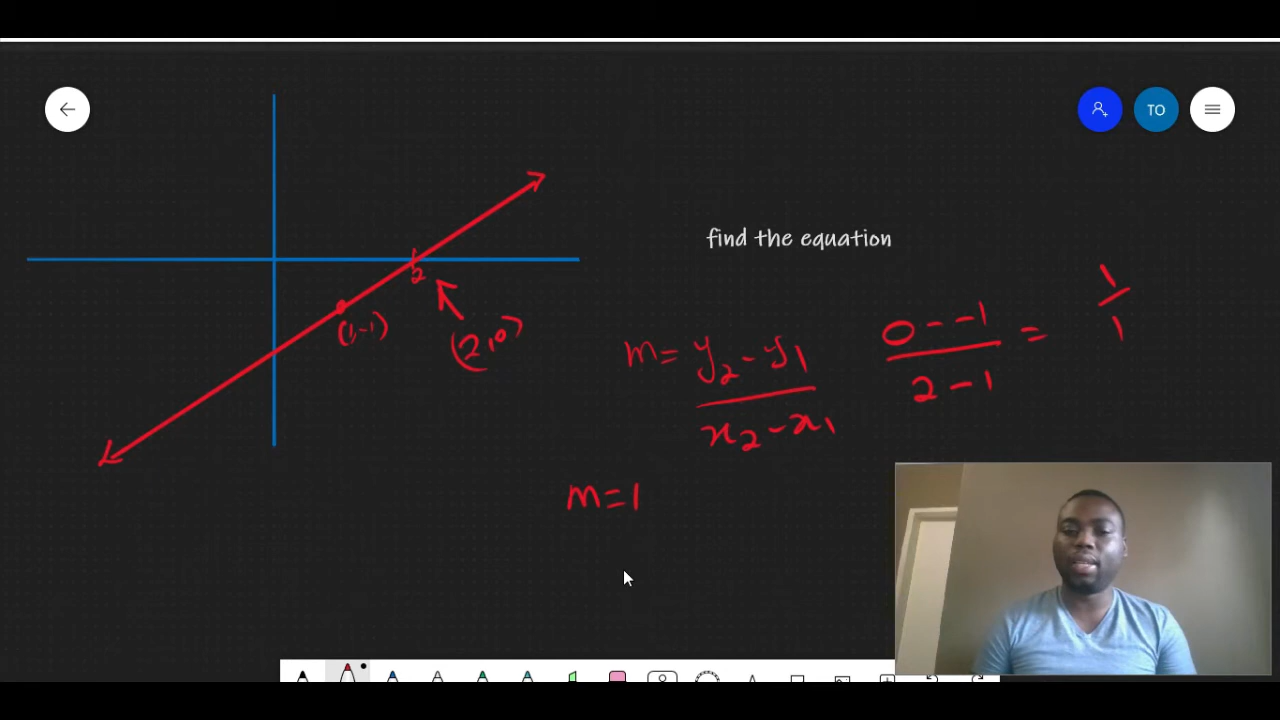 TO
find the equation
2
(1,-1)
(2,0)
m= y₂-y₁ / x₂-x₁
0--1 / 2-1 = 1/1
m=1